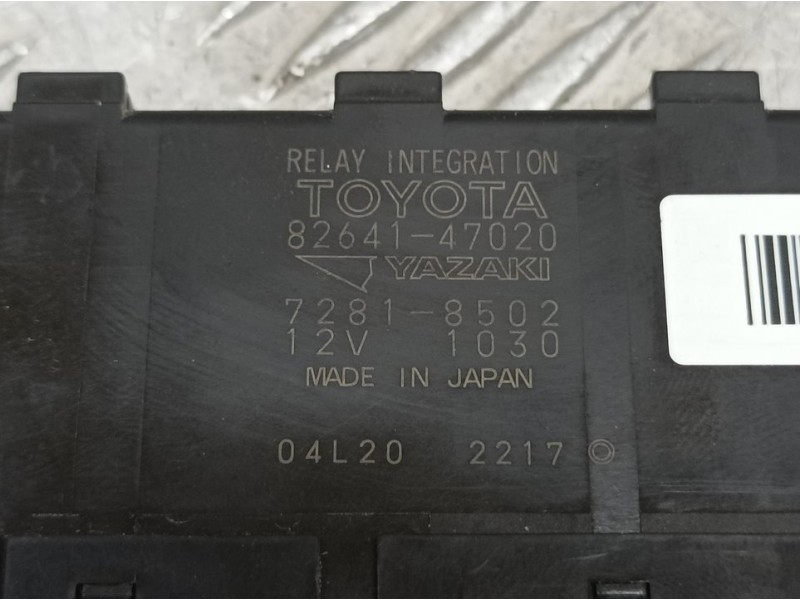 RELAY INTEGRATION
TOYOTA
82641-47020
YAZAKI
7281-8502
12V 1030
MADE IN JAPAN
04L20 2217 ©